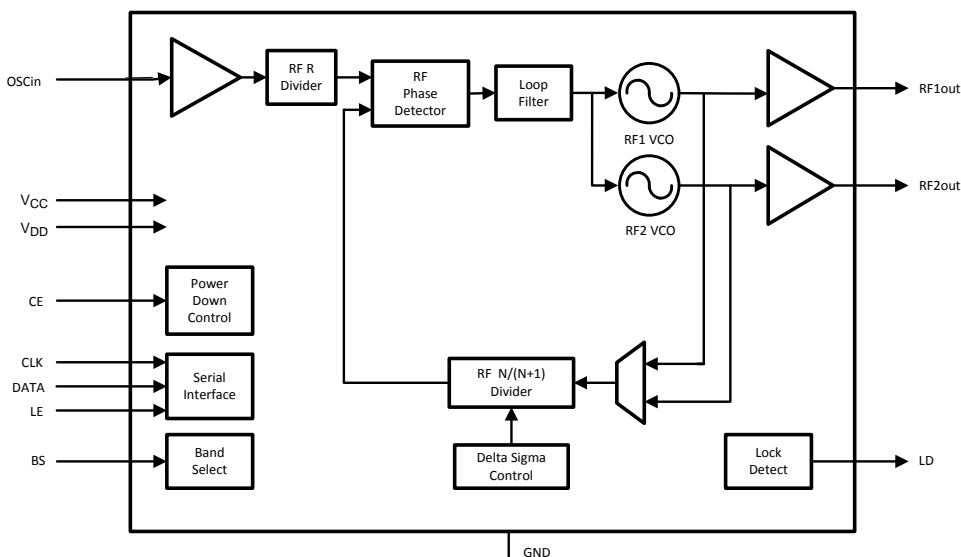 OSCin
RF R
Divider
RF
Phase
Detector
Loop
Filter
RF1 VCO
RF1out
RF2 VCO
RF2out
VCC
VDD
CE
Power
Down
Control
CLK
DATA
LE
Serial
Interface
BS
Band
Select
RF N/(N+1)
Divider
Delta Sigma
Control
Lock
Detect
LD
GND